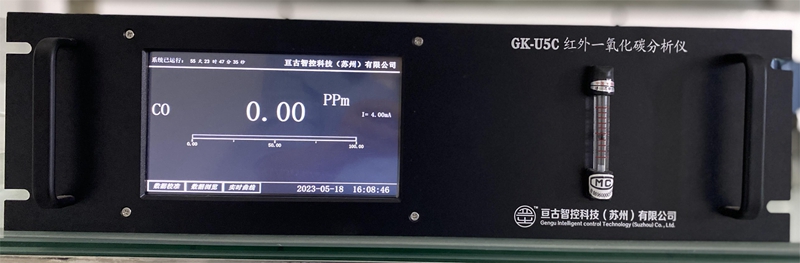 GK-U5C 红外一氧化碳分析仪
系统已运行: 55 天 23 时 47 分 35 秒
亘古智控科技（苏州）有限公司
CO
0.00
PPm
I= 4.00mA
0.00 50.00 100.00
数据校准 数据浏览 实时曲线
2023-05-18 16:08:46
MC
TM
亘古智控科技（苏州）有限公司
Gengu intelligent control Technology (Suzhou) Co., Ltd.